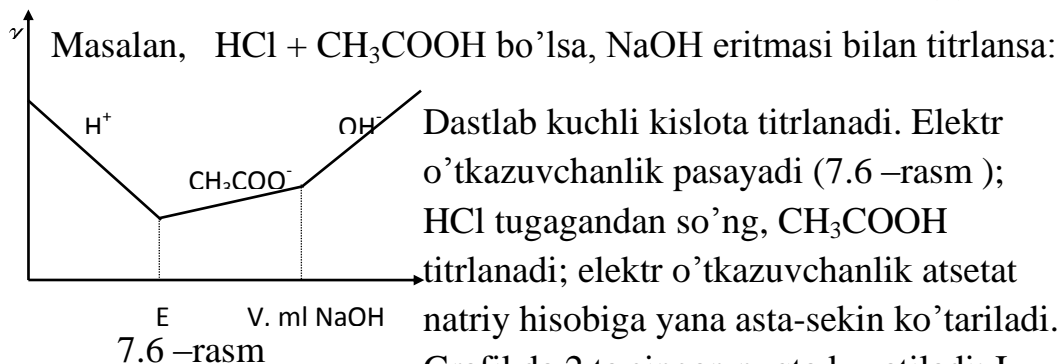 𝛾 Masalan, HCl + CH₃COOH bo’lsa, NaOH eritmasi bilan titrlansa:
H⁺
OH⁻
CH₃COO⁻
Dastlab kuchli kislota titrlanadi. Elektr
o’tkazuvchanlik pasayadi (7.6 –rasm );
HCl tugagandan so’ng, CH₃COOH
titrlanadi; elektr o’tkazuvchanlik atsetat
natriy hisobiga yana asta-sekin ko’tariladi.
E V. ml NaOH
7.6 –rasm